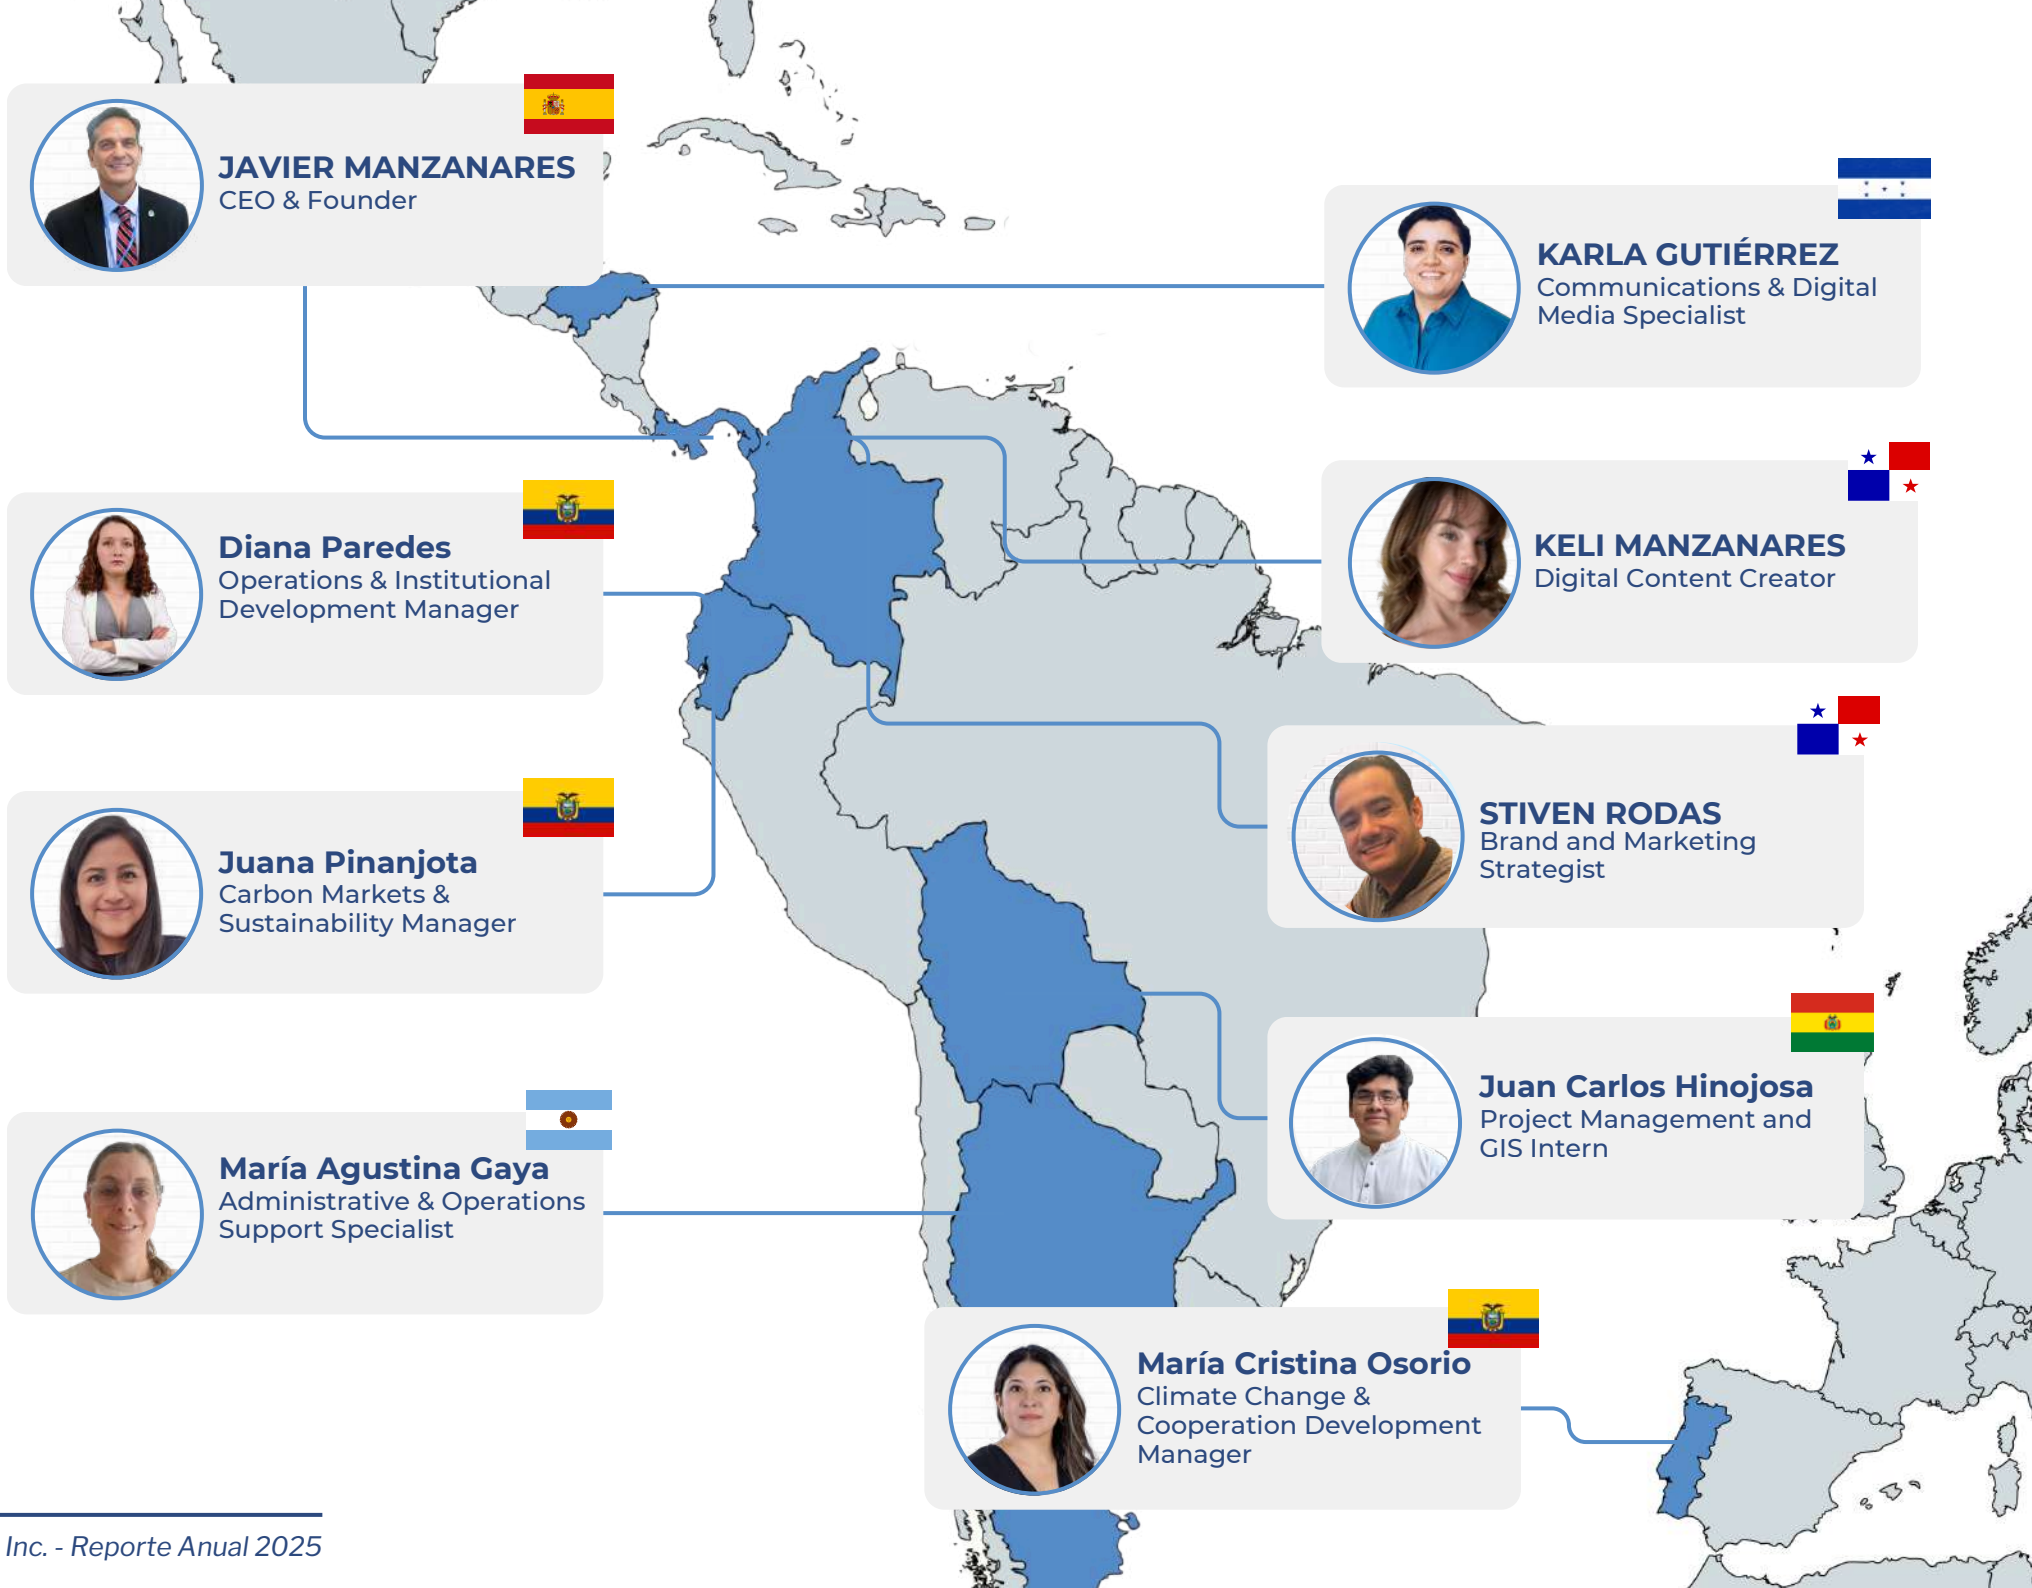 JAVIER MANZANARES
CEO & Founder
KARLA GUTIÉRREZ
Communications & Digital
Media Specialist
Diana Paredes
Operations & Institutional
Development Manager
KELI MANZANARES
Digital Content Creator
Juana Pinanjota
Carbon Markets &
Sustainability Manager
STIVEN RODAS
Brand and Marketing
Strategist
María Agustina Gaya
Administrative & Operations
Support Specialist
Juan Carlos Hinojosa
Project Management and
GIS Intern
María Cristina Osorio
Climate Change &
Cooperation Development
Manager
Inc. - Reporte Anual 2025